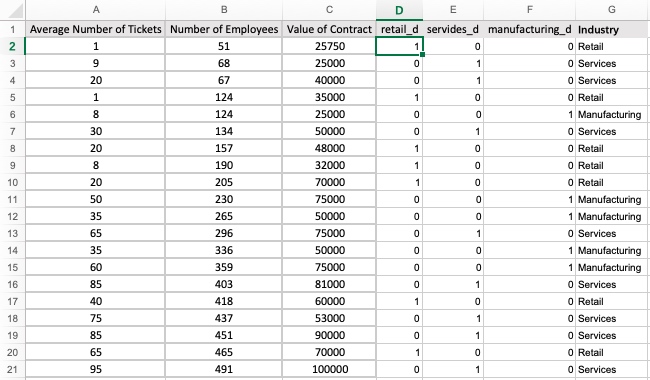 A B C D E F G
1 Average Number of Tickets Number of Employees Value of Contract retail_d servides_d manufacturing_d Industry
2 1 51 25750 1 0 0 Retail
3 9 68 25000 0 1 0 Services
4 20 67 40000 0 1 0 Services
5 1 124 35000 1 0 0 Retail
6 8 124 25000 0 0 1 Manufacturing
7 30 134 50000 0 1 0 Services
8 20 157 48000 1 0 0 Retail
9 8 190 32000 1 0 0 Retail
10 20 205 70000 1 0 0 Retail
11 50 230 75000 0 0 1 Manufacturing
12 35 265 50000 0 0 1 Manufacturing
13 65 296 75000 0 1 0 Services
14 35 336 50000 0 0 1 Manufacturing
15 60 359 75000 0 0 1 Manufacturing
16 85 403 81000 0 1 0 Services
17 40 418 60000 1 0 0 Retail
18 75 437 53000 0 1 0 Services
19 85 451 90000 0 1 0 Services
20 65 465 70000 1 0 0 Retail
21 95 491 100000 0 1 0 Services